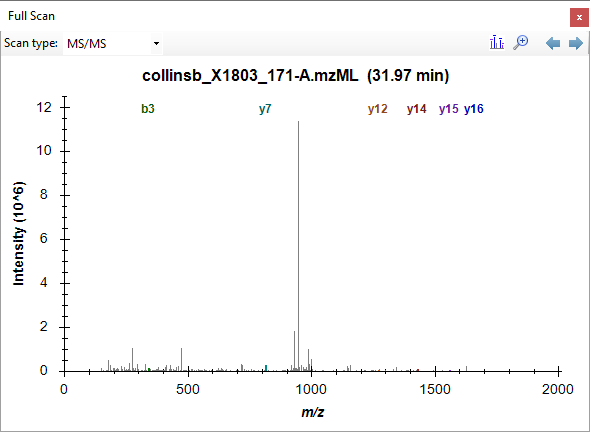 Full Scan
x
Scan type: MS/MS
collinsb_X1803_171-A.mzML (31.97 min)
b3 y7 y12 y14 y15 y16
Intensity (10^6)
12
10
8
6
4
2
0
0 500 1000 1500 2000
m/z